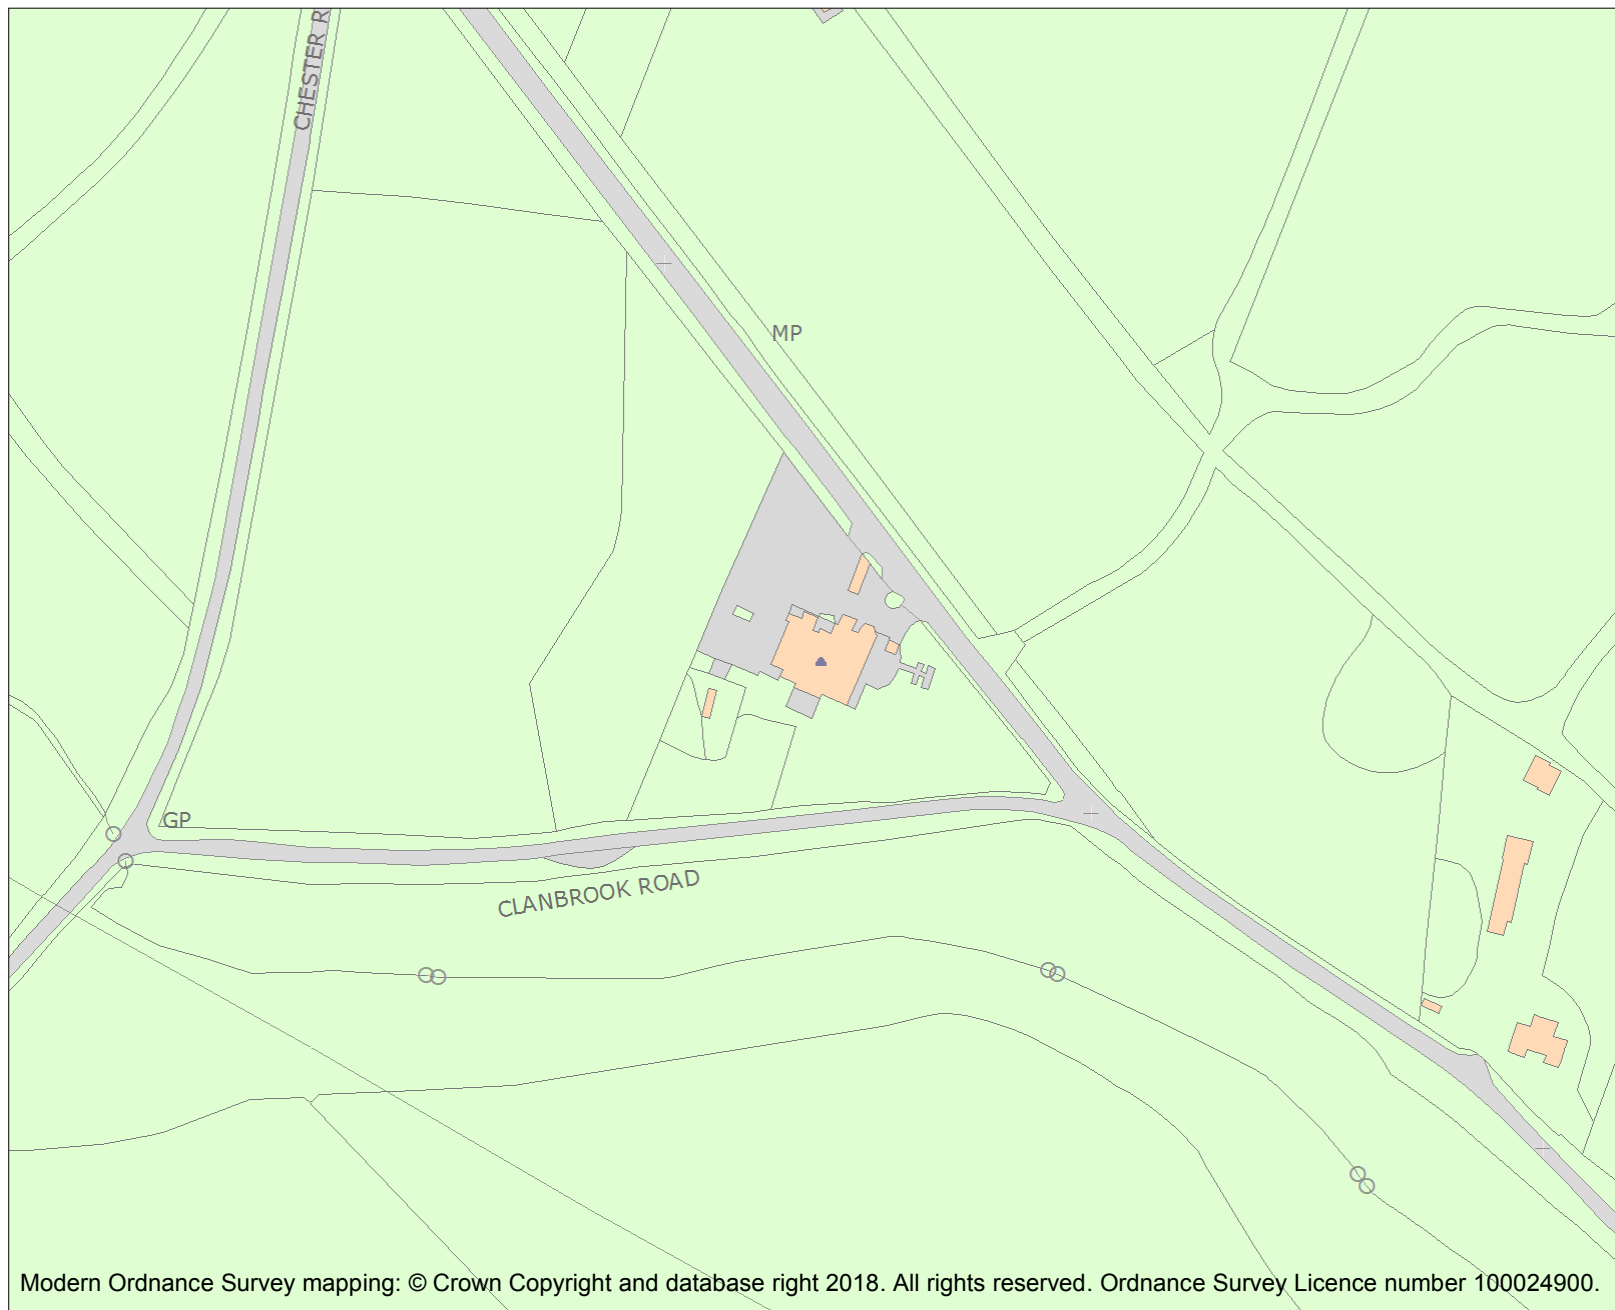 CHESTER R
MP
GP
CLANBROOK ROAD
Modern Ordnance Survey mapping: © Crown Copyright and database right 2018. All rights reserved. Ordnance Survey Licence number 100024900.